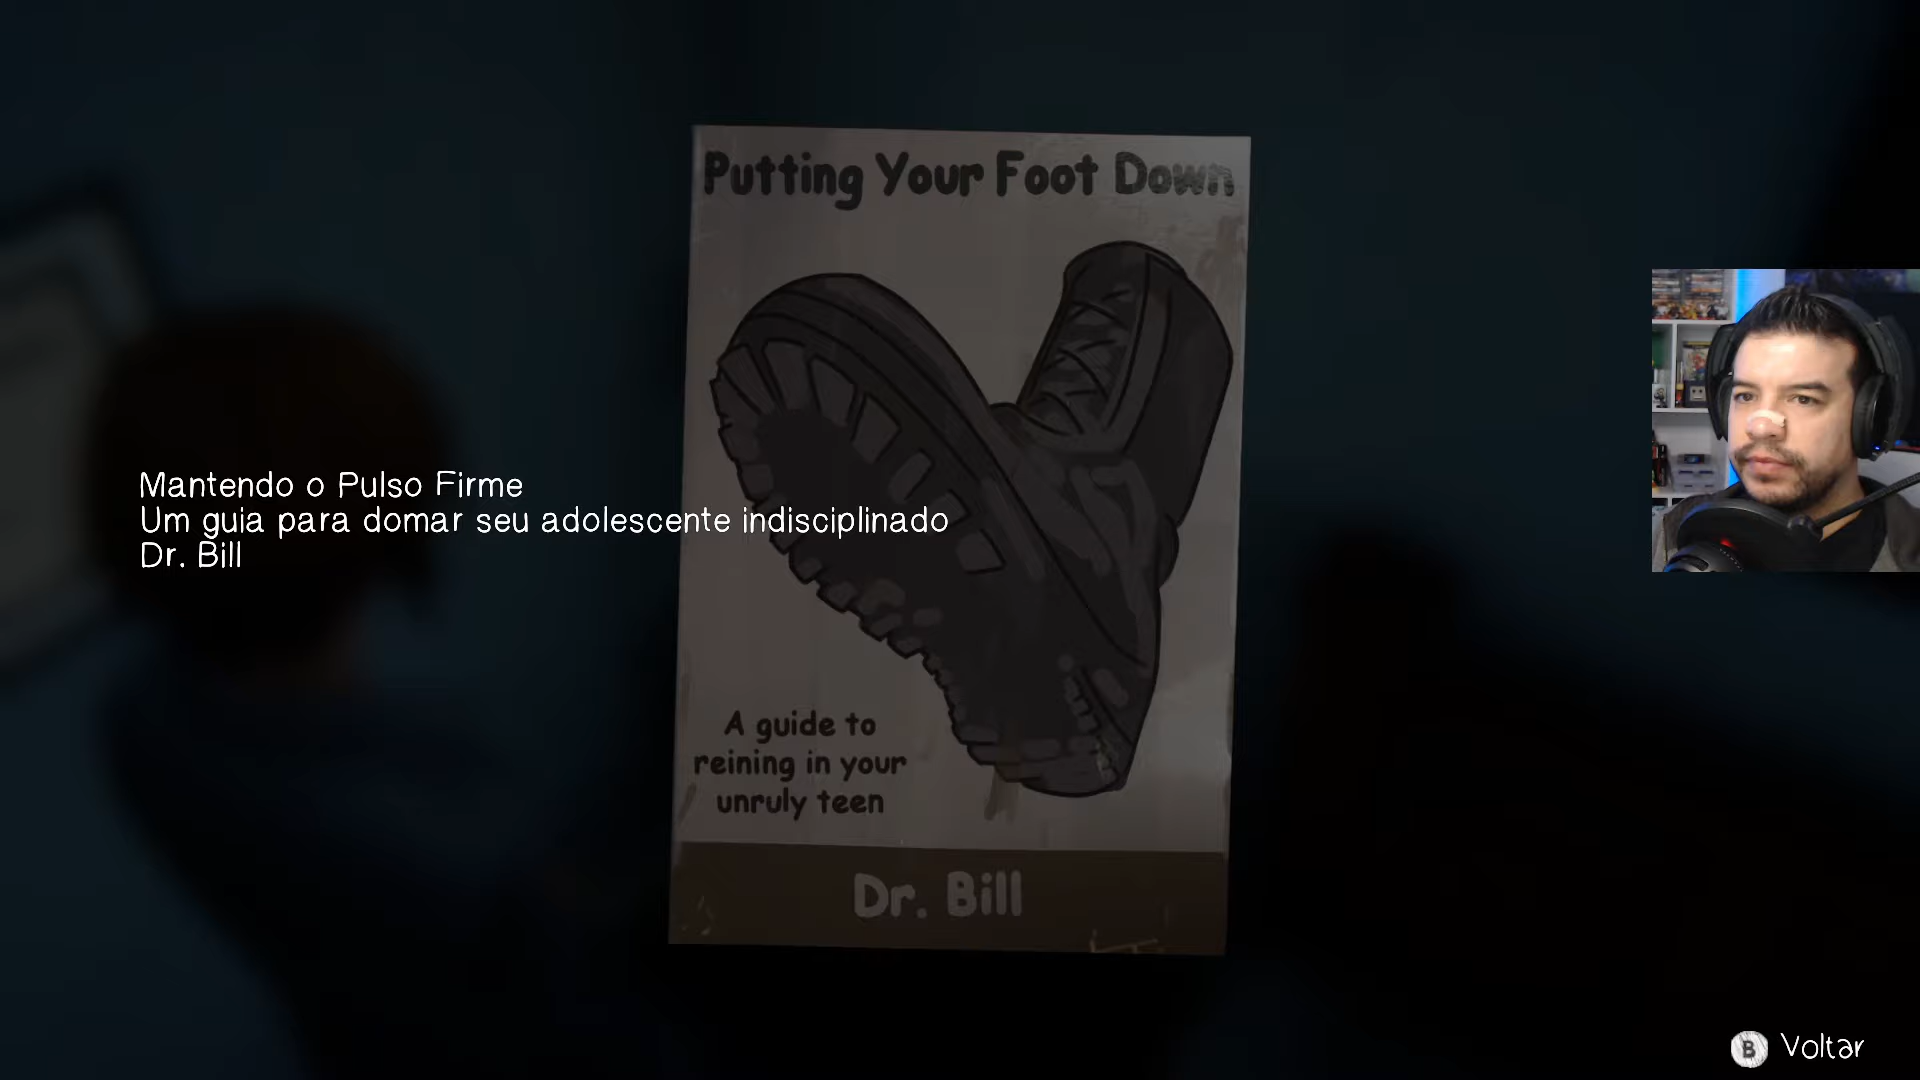 Putting Your Foot Down
Mantendo o Pulso Firme
Um guia para domar seu adolescente indisciplinado
Dr. Bill
A guide to
reining in your
unruly teen
Dr. Bill
B Voltar